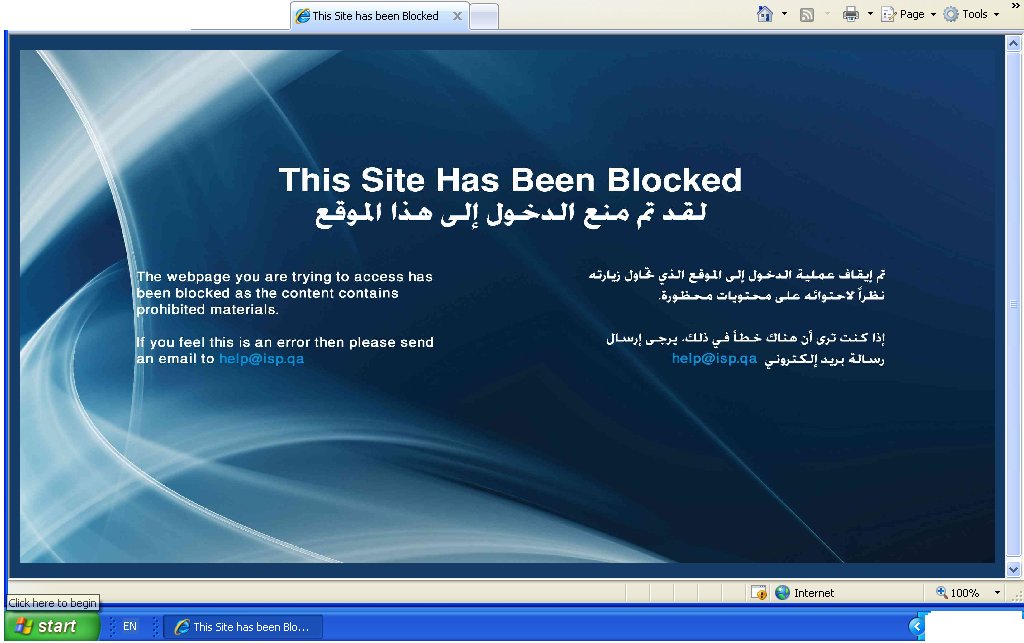 This Site has been Blocked
Page
Tools
This Site Has Been Blocked
لقد تم منع الدخول إلى هذا الموقع
The webpage you are trying to access has
been blocked as the content contains
prohibited materials.
If you feel this is an error then please send
an email to help@isp.qa
تم إيقاف عملية الدخول إلى الموقع الذي تحاول زيارته
نظراً لاحتوائه على محتويات محظورة.
إذا كنت ترى أن هناك خطأ في ذلك، يرجى إرسال
رسالة بريد إلكتروني help@isp.qa
Internet
100%
Click here to begin
start
EN
This Site has been Blo...